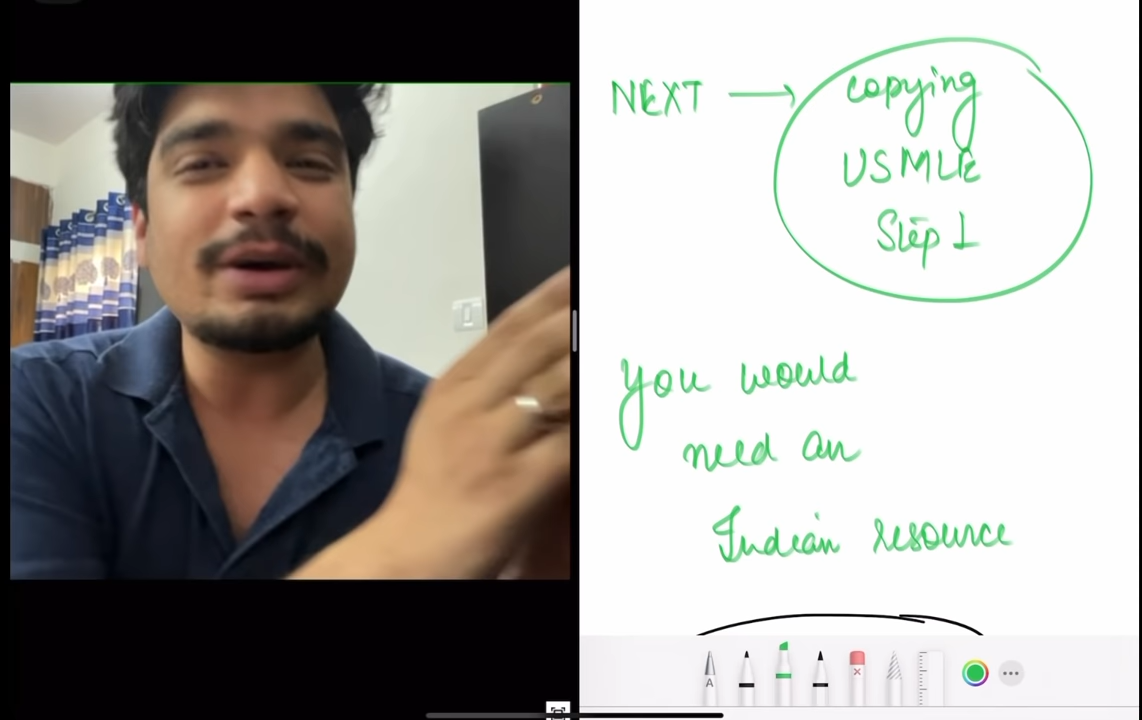 NEXT → copying
USMLE
Step 1
you would
need an
Indian resource
A